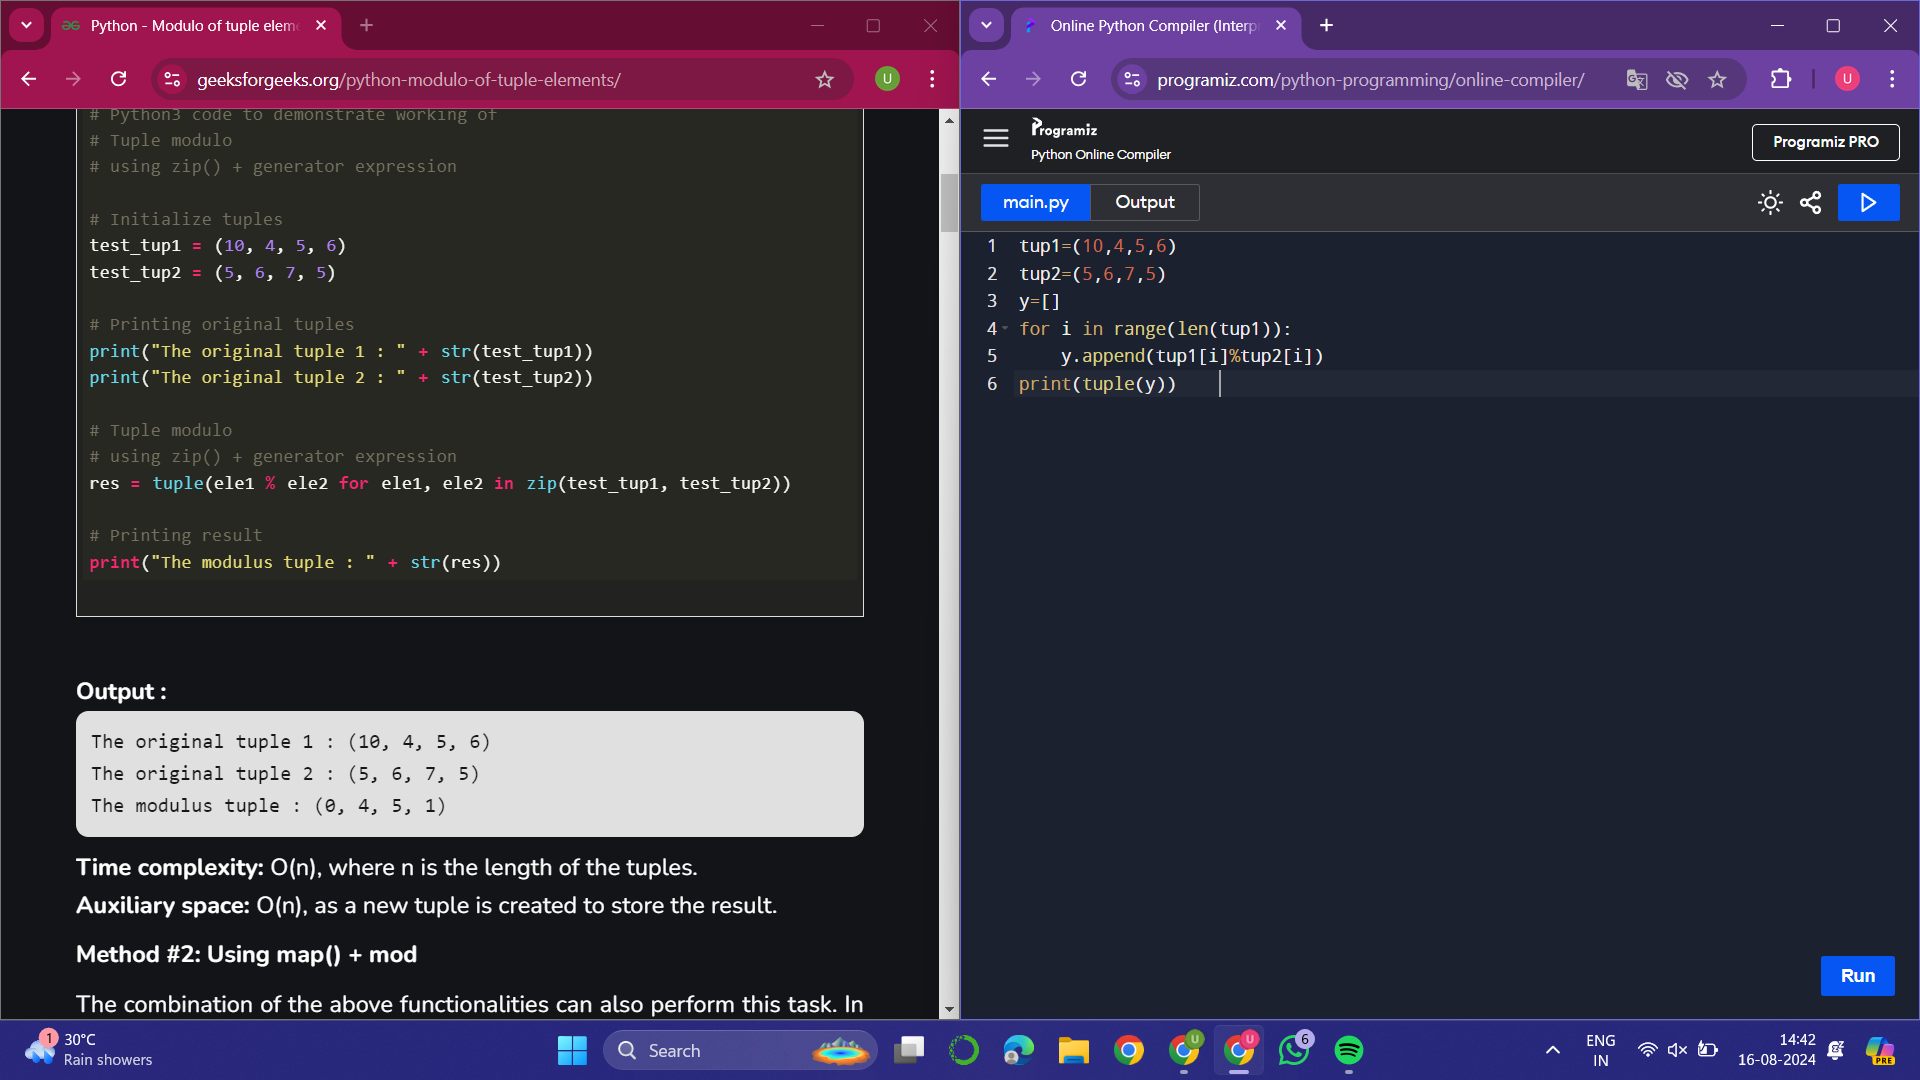 Python - Modulo of tuple elem
geeksforgeeks.org/python-modulo-of-tuple-elements/
U
# Python3 code to demonstrate working of
# Tuple modulo
# using zip() + generator expression
# Initialize tuples
test_tup1 = (10, 4, 5, 6)
test_tup2 = (5, 6, 7, 5)
# Printing original tuples
print("The original tuple 1 : " + str(test_tup1))
print("The original tuple 2 : " + str(test_tup2))
# Tuple modulo
# using zip() + generator expression
res = tuple(ele1 % ele2 for ele1, ele2 in zip(test_tup1, test_tup2))
# Printing result
print("The modulus tuple : " + str(res))
Output :
The original tuple 1 : (10, 4, 5, 6)
The original tuple 2 : (5, 6, 7, 5)
The modulus tuple : (0, 4, 5, 1)
Time complexity: O(n), where n is the length of the tuples.
Auxiliary space: O(n), as a new tuple is created to store the result.
Method #2: Using map() + mod
The combination of the above functionalities can also perform this task. In
Online Python Compiler (Interp
programiz.com/python-programming/online-compiler/
U
Programiz
Python Online Compiler
Programiz PRO
main.py
Output
1 tup1=(10,4,5,6)
2 tup2=(5,6,7,5)
3 y=[]
4 for i in range(len(tup1)):
5 y.append(tup1[i]%tup2[i])
6 print(tuple(y))
Run
1
30°C
Rain showers
Search
U
U
6
ENG
IN
14:42
16-08-2024
PRE